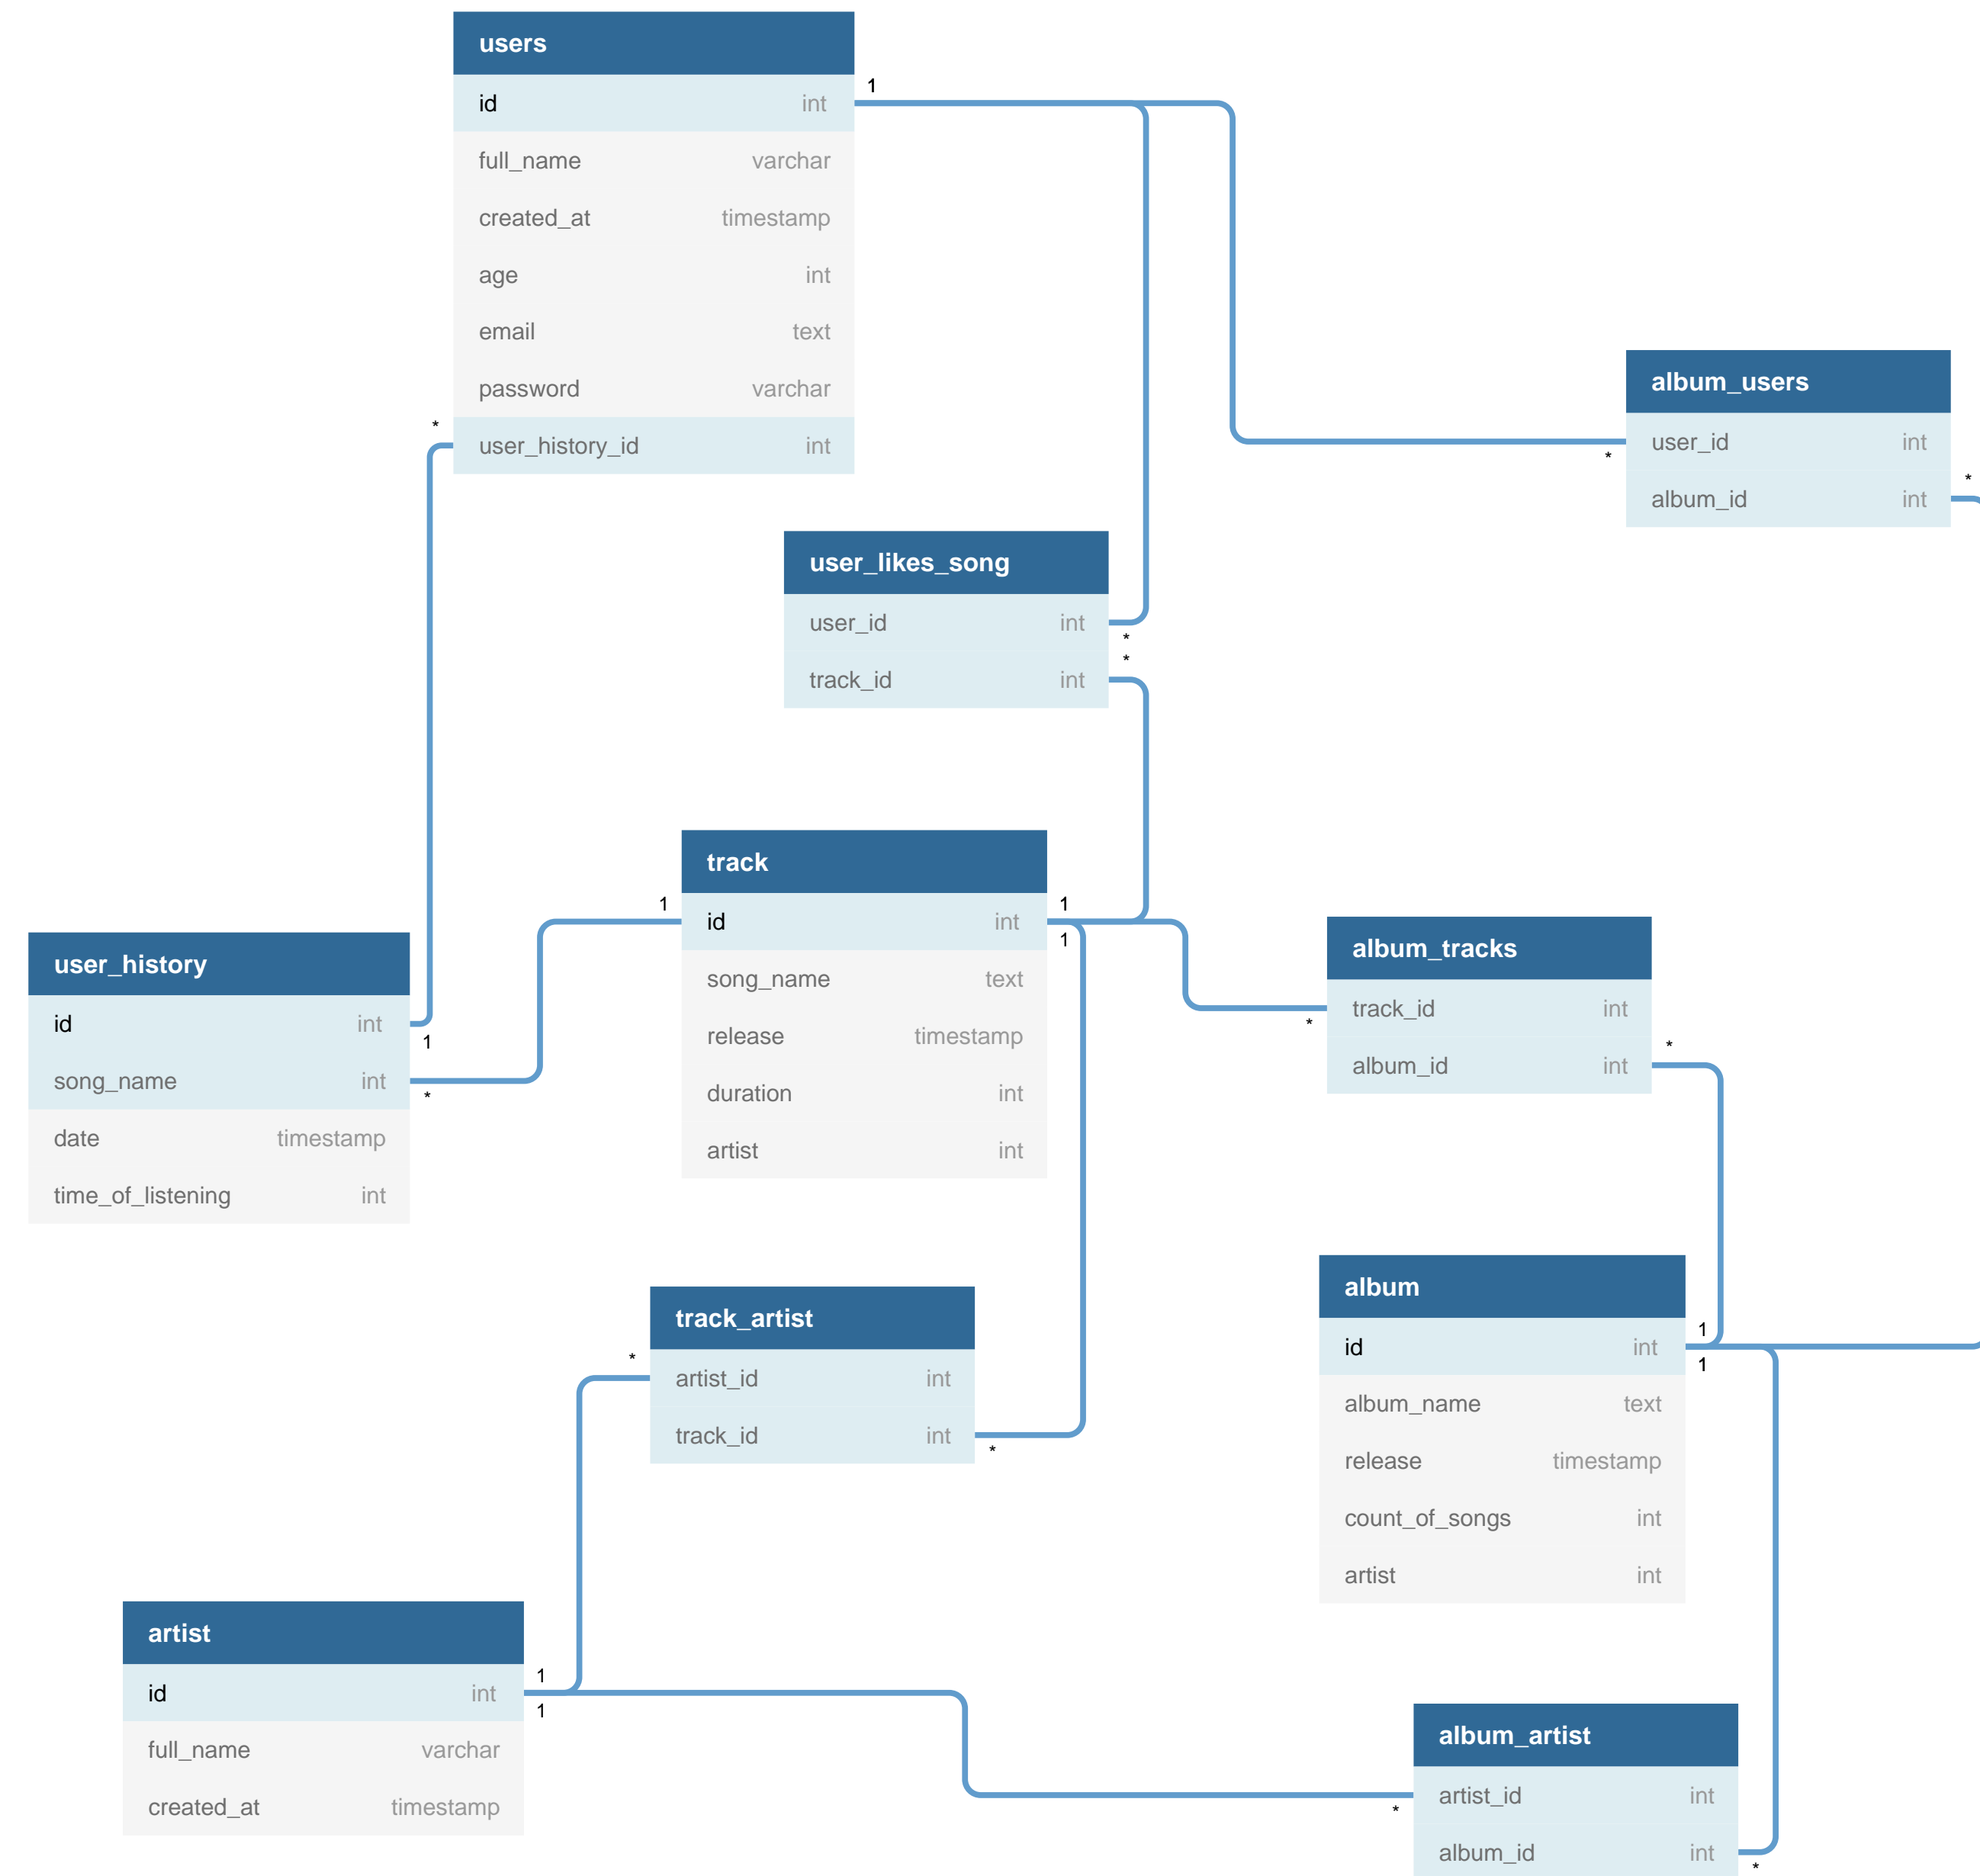 users
id int
full_name varchar
created_at timestamp
age int
email text
password varchar
user_history_id int
1
*
album_users
user_id int
album_id int
*
*
user_likes_song
user_id int
track_id int
*
*
track
id int
song_name text
release timestamp
duration int
artist int
1
1
1
user_history
id int
song_name int
date timestamp
time_of_listening int
1
*
album_tracks
track_id int
album_id int
*
*
track_artist
artist_id int
track_id int
*
*
album
id int
album_name text
release timestamp
count_of_songs int
artist int
1
1
artist
id int
full_name varchar
created_at timestamp
1
1
album_artist
artist_id int
album_id int
*
*